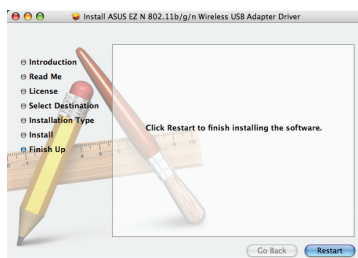 Install ASUS EZ N 802.11b/g/n Wireless USB Adapter Driver
Introduction
Read Me
License
Select Destination
Installation Type
Install
Finish Up
Click Restart to finish installing the software.
Go Back
Restart